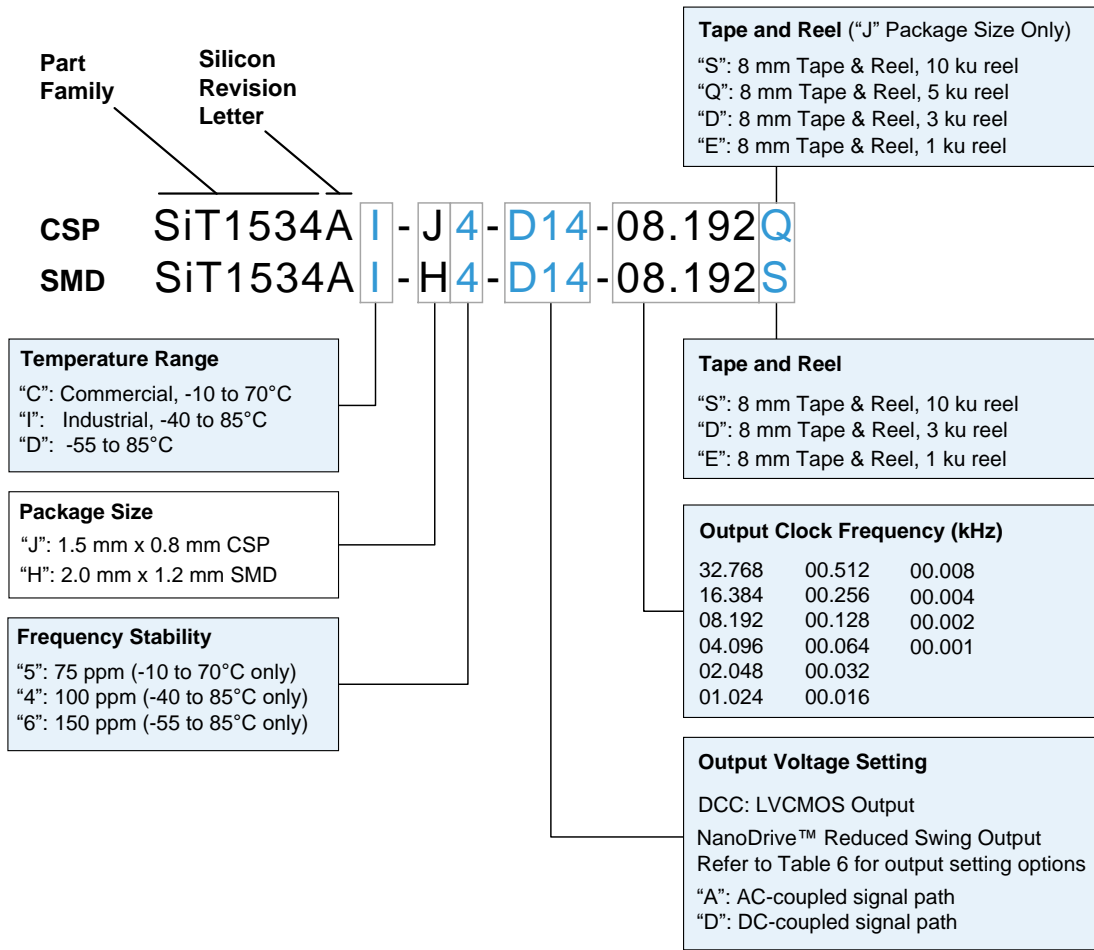 Part
Family
Silicon
Revision
Letter
Tape and Reel (“J” Package Size Only)
“S”: 8 mm Tape & Reel, 10 ku reel
“Q”: 8 mm Tape & Reel, 5 ku reel
“D”: 8 mm Tape & Reel, 3 ku reel
“E”: 8 mm Tape & Reel, 1 ku reel
CSP SiT1534A I - J 4 - D14 - 08.192 Q
SMD SiT1534A I - H 4 - D14 - 08.192 S
Temperature Range
“C”: Commercial, -10 to 70°C
“I”: Industrial, -40 to 85°C
“D”: -55 to 85°C
Package Size
“J”: 1.5 mm x 0.8 mm CSP
“H”: 2.0 mm x 1.2 mm SMD
Frequency Stability
“5”: 75 ppm (-10 to 70°C only)
“4”: 100 ppm (-40 to 85°C only)
“6”: 150 ppm (-55 to 85°C only)
Tape and Reel
“S”: 8 mm Tape & Reel, 10 ku reel
“D”: 8 mm Tape & Reel, 3 ku reel
“E”: 8 mm Tape & Reel, 1 ku reel
Output Clock Frequency (kHz)
32.768 00.512 00.008
16.384 00.256 00.004
08.192 00.128 00.002
04.096 00.064 00.001
02.048 00.032
01.024 00.016
Output Voltage Setting
DCC: LVCMOS Output
NanoDrive™ Reduced Swing Output
Refer to Table 6 for output setting options
“A”: AC-coupled signal path
“D”: DC-coupled signal path